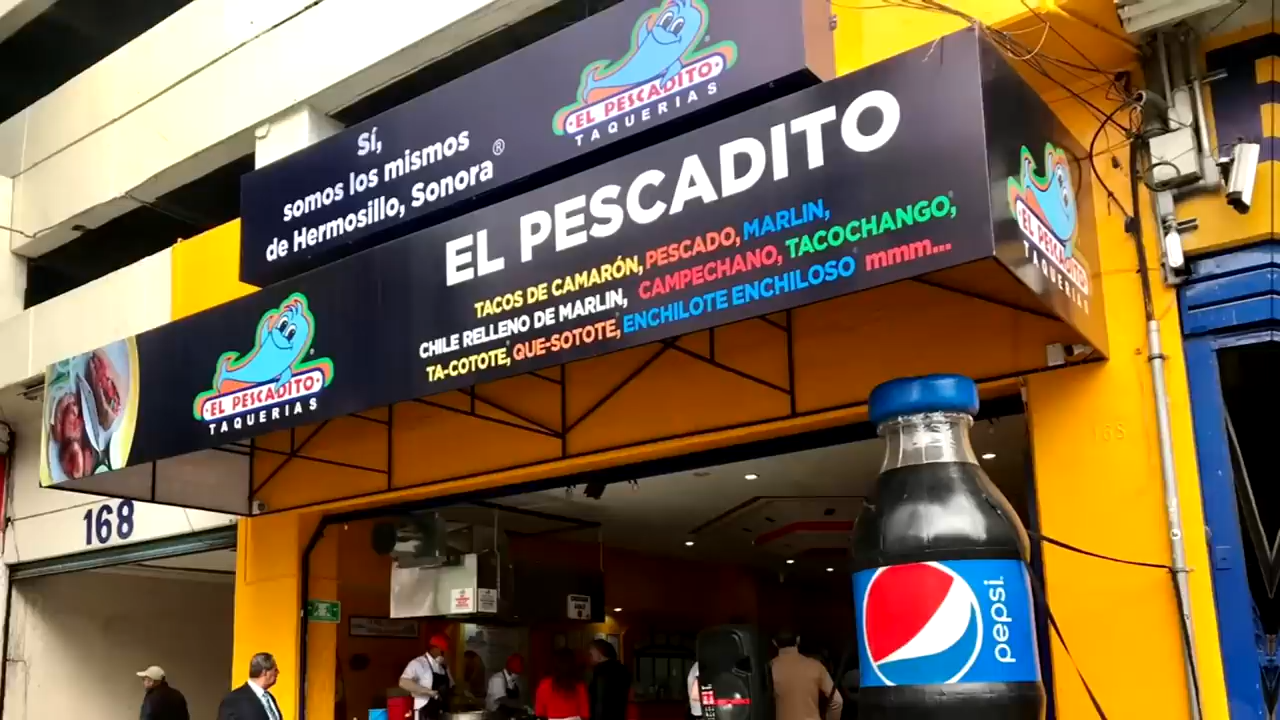 Sí,
somos los mismos
de Hermosillo, Sonora®
EL PESCADITO®
TAQUERIAS
EL PESCADITO
TACOS DE CAMARÓN, PESCADO, MARLIN,
CHILE RELLENO DE MARLIN, CAMPECHANO, TACOCHANGO,®
TA-COTOTE,® QUE-SOTOTE,® ENCHILOTE ENCHILOSO® mmm...
EL PESCADITO®
TAQUERIAS
EL PESCADITO
TAQUERIAS
168
168
pepsi